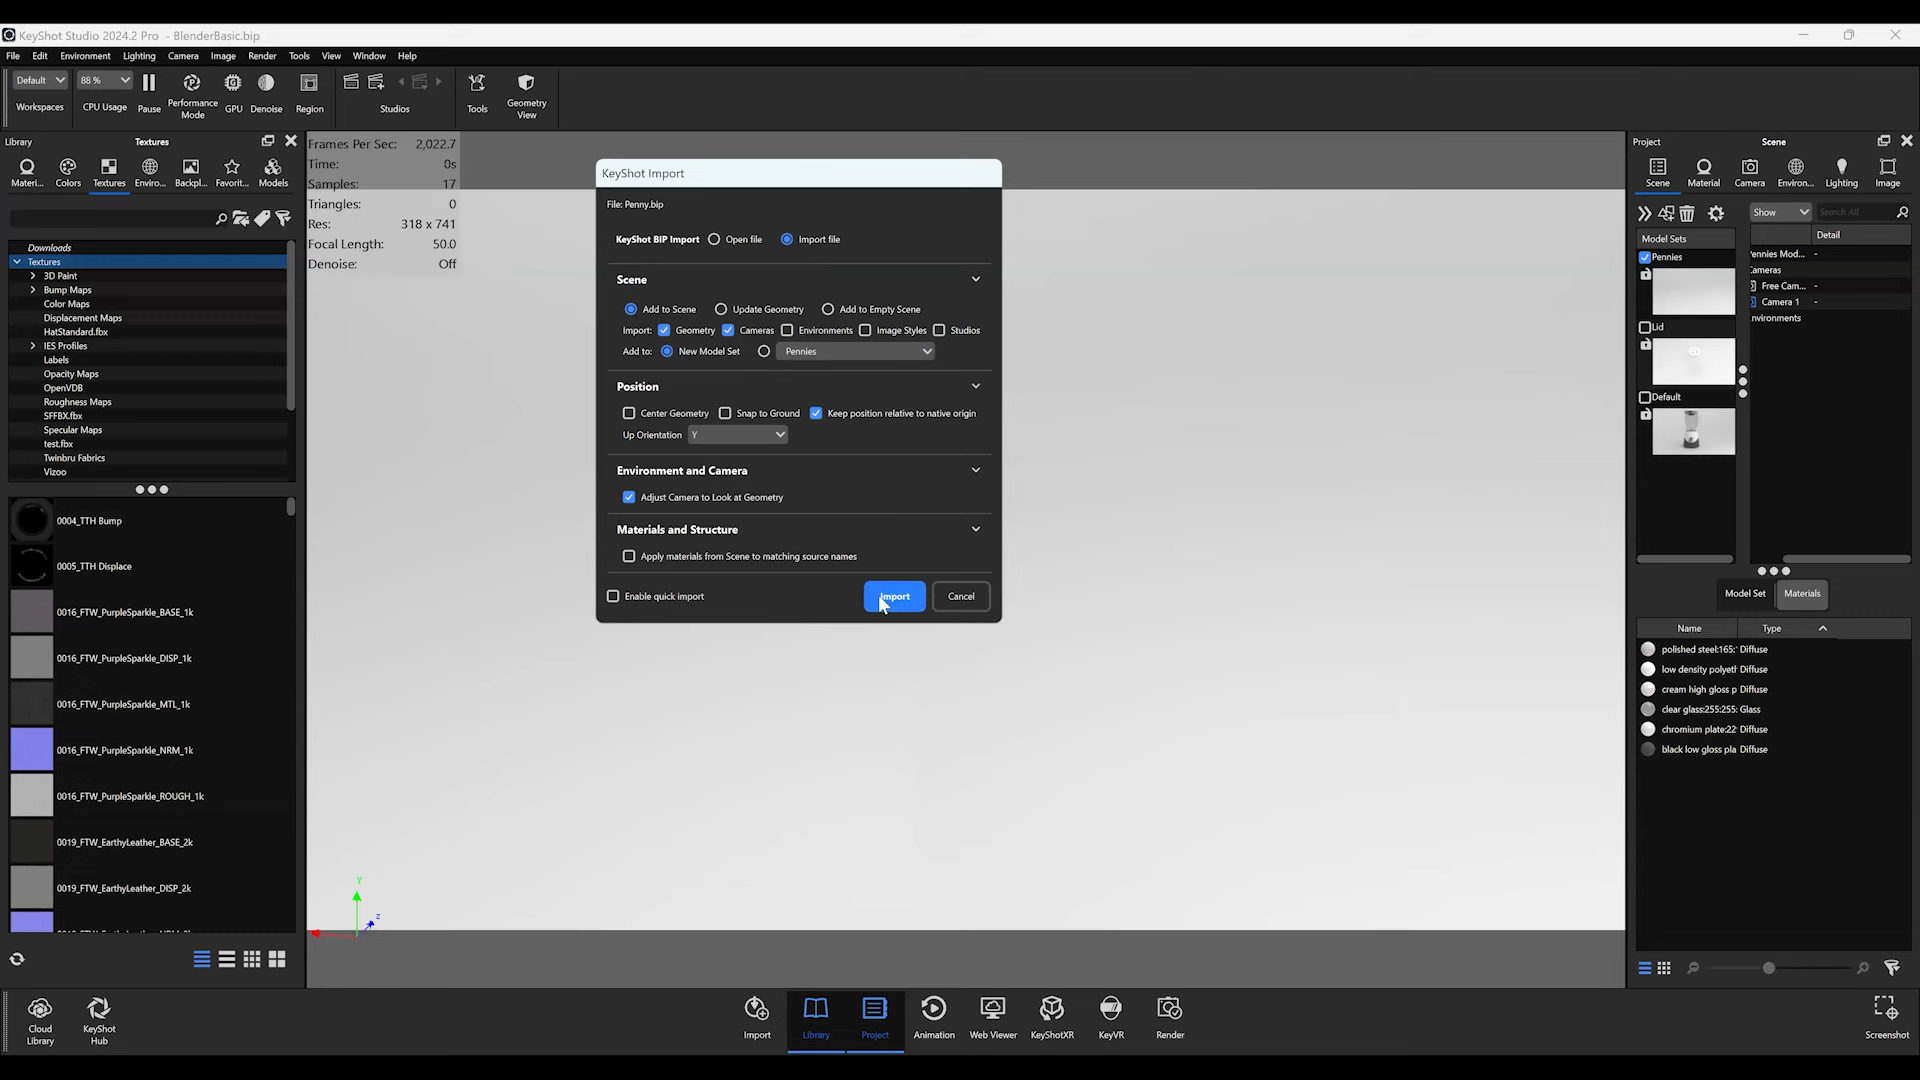 KeyShot Studio 2024.2 Pro - BlenderBasic.bip
File Edit Environment Lighting Camera Image Render Tools View Window Help
Default
88 %
Workspaces
CPU Usage
Pause
Performance
Mode
GPU
Denoise
Region
Studios
Tools
Geometry
View
Library
Textures
Materi...
Colors
Textures
Enviro...
Backpl...
Favorit...
Models
Downloads
Textures
3D Paint
Bump Maps
Color Maps
Displacement Maps
HatStandard.fbx
IES Profiles
Labels
Opacity Maps
OpenVDB
Roughness Maps
SFFBX.fbx
Specular Maps
test.fbx
Twinbru Fabrics
Vizoo
0004_TTH Bump
0005_TTH Displace
0016_FTW_PurpleSparkle_BASE_1k
0016_FTW_PurpleSparkle_DISP_1k
0016_FTW_PurpleSparkle_MTL_1k
0016_FTW_PurpleSparkle_NRM_1k
0016_FTW_PurpleSparkle_ROUGH_1k
0019_FTW_EarthyLeather_BASE_2k
0019_FTW_EarthyLeather_DISP_2k
Frames Per Sec: 2,022.7
Time: 0s
Samples: 17
Triangles: 0
Res: 318 x 741
Focal Length: 50.0
Denoise: Off
Y
Z
KeyShot Import
File: Penny.bip
KeyShot BIP Import Open file Import file
Scene
Add to Scene Update Geometry Add to Empty Scene
Import: Geometry Cameras Environments Image Styles Studios
Add to: New Model Set Pennies
Position
Center Geometry Snap to Ground Keep position relative to native origin
Up Orientation Y
Environment and Camera
Adjust Camera to Look at Geometry
Materials and Structure
Apply materials from Scene to matching source names
Enable quick import
Import
Cancel
Project
Scene
Scene
Material
Camera
Environ...
Lighting
Image
Show
Search All
Model Sets
Pennies
Lid
Default
Detail
ennies Mod... -
ameras
Free Cam... -
Camera 1 -
nvironments
Model Set
Materials
Name Type
polished steel:165: Diffuse
low density polyetl Diffuse
cream high gloss p Diffuse
clear glass:255:255: Glass
chromium plate:22 Diffuse
black low gloss pla Diffuse
Cloud
Library
KeyShot
Hub
Import
Library
Project
Animation
Web Viewer
KeyShotXR
KeyVR
Render
Screenshot